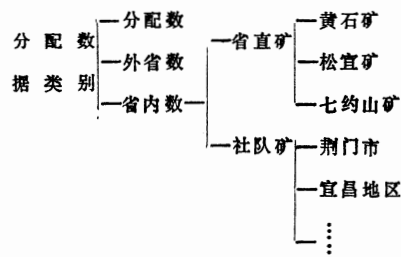 分配数
据类别
分配数
外省数
省内数
省直矿
社队矿
黄石矿
松宜矿
七约山矿
荆门市
宜昌地区
⋮